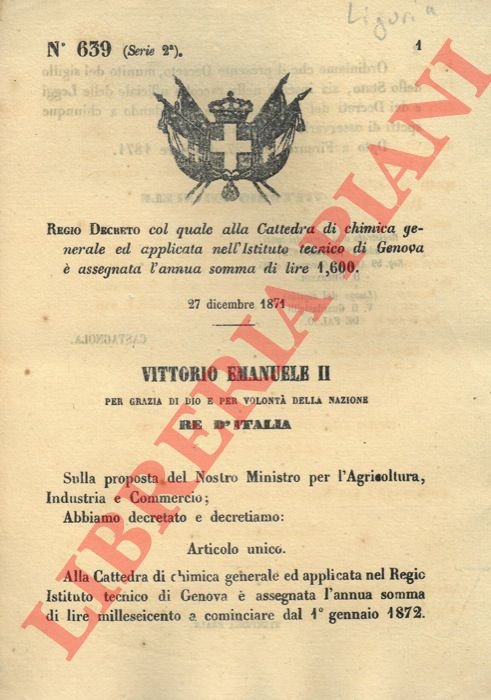 Liguria
N° 639 (Serie 2ª). 1
REGIO DECRETO col quale alla Cattedra di chimica ge-
nerale ed applicata nell'Istituto tecnico di Genova
è assegnata l'annua somma di lire 1,600.
27 dicembre 1871
VITTORIO EMANUELE II
PER GRAZIA DI DIO E PER VOLONTÀ DELLA NAZIONE
RE D'ITALIA
Sulla proposta del Nostro Ministro per l'Agricoltura,
Industria e Commercio;
Abbiamo decretato e decretiamo:
Articolo unico.
Alla Cattedra di chimica generale ed applicata nel Regio
Istituto tecnico di Genova è assegnata l'annua somma
di lire milleseicento a cominciare dal 1° gennaio 1872.
LIBRERIAPIANI